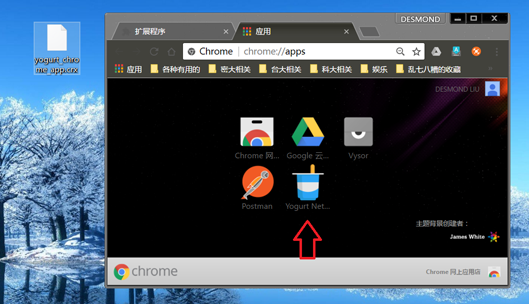 yogurt_chro
me_app.crx
DESMOND
扩展程序
应用
Chrome | chrome://apps
应用 各种有用的 密大相关 台大相关 科大相关 娱乐 乱七八糟的收藏
DESMOND LIU
Chrome 网... Google 云... Vysor
Postman Yogurt Net...
主题背景创建者：
James White
chrome
Chrome 网上应用店